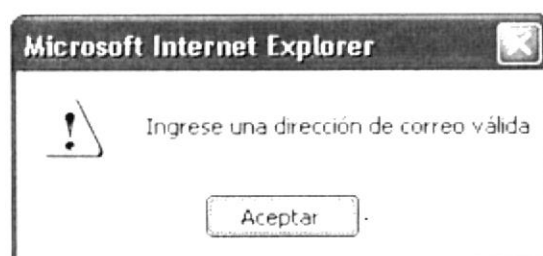 Microsoft Internet Explorer
Ingrese una dirección de correo válida
Aceptar